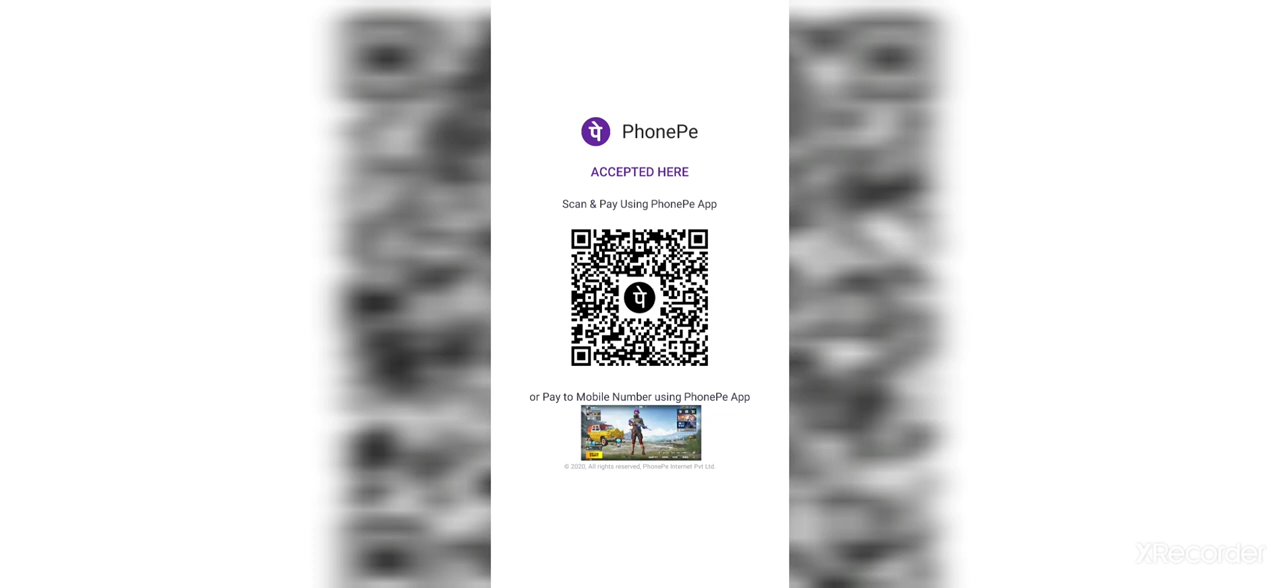 पे PhonePe
ACCEPTED HERE
Scan & Pay Using PhonePe App
पे
or Pay to Mobile Number using PhonePe App
© 2020, All rights reserved, PhonePe Internet Pvt Ltd.
XRecorder